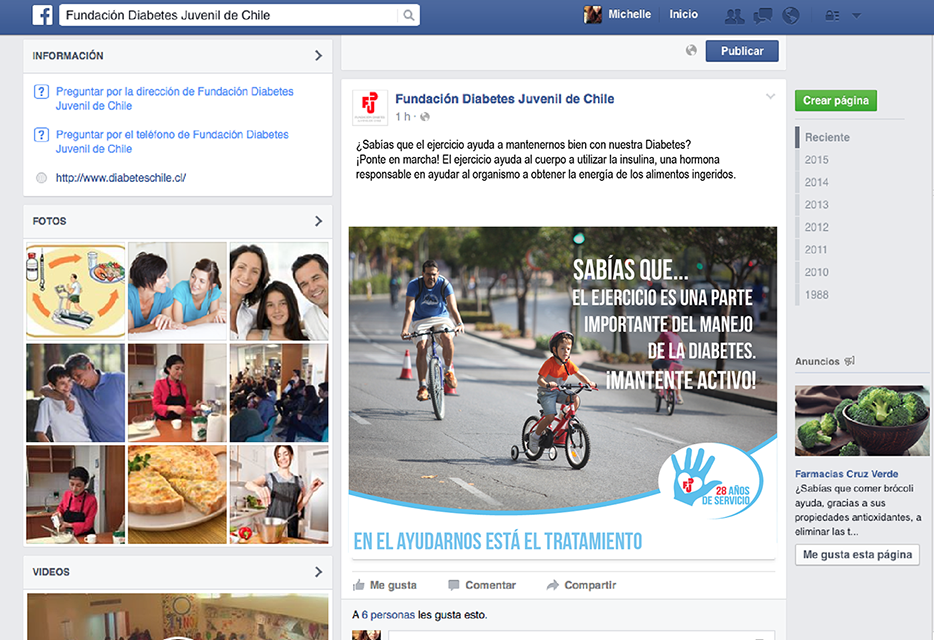 Fundación Diabetes Juvenil de Chile
Michelle
Inicio
INFORMACIÓN
Preguntar por la dirección de Fundación Diabetes
Juvenil de Chile
Preguntar por el teléfono de Fundación Diabetes
Juvenil de Chile
http://www.diabeteschile.cl/
FOTOS
VIDEOS
Publicar
Fundación Diabetes Juvenil de Chile
1 h ·
¿Sabías que el ejercicio ayuda a mantenernos bien con nuestra Diabetes?
¡Ponte en marcha! El ejercicio ayuda al cuerpo a utilizar la insulina, una hormona
responsable en ayudar al organismo a obtener la energía de los alimentos ingeridos.
SABÍAS QUE...
EL EJERCICIO ES UNA PARTE
IMPORTANTE DEL MANEJO
DE LA DIABETES.
¡MANTENTE ACTIVO!
28 AÑOS
DE SERVICIO
EN EL AYUDARNOS ESTÁ EL TRATAMIENTO
Me gusta
Comentar
Compartir
A 6 personas les gusta esto.
Crear página
Reciente
2015
2014
2013
2012
2011
2010
1988
Anuncios
Farmacias Cruz Verde
¿Sabías que comer brócoli
ayuda, gracias a sus
propiedades antioxidantes, a
eliminar las t...
Me gusta esta página